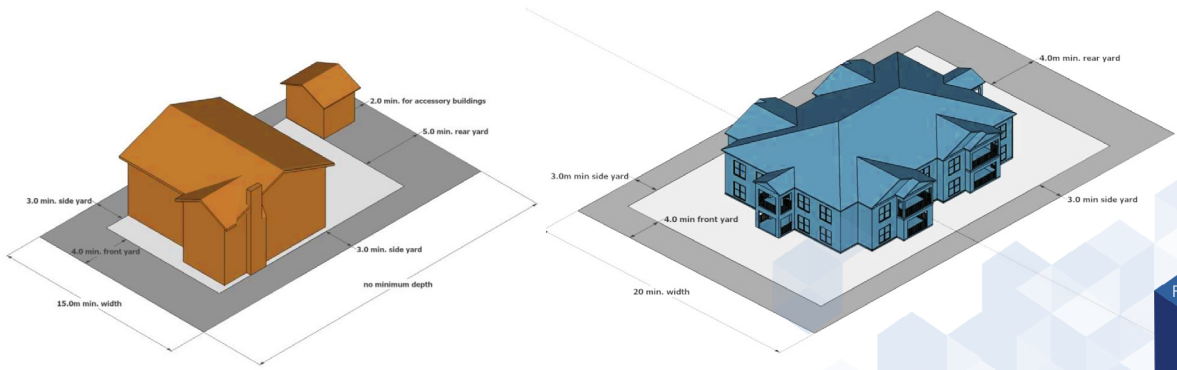 2.0 min. for accessory buildings
5.0 min. rear yard
3.0 min. side yard
4.0 min. front yard
3.0 min. side yard
no minimum depth
15.0m min. width
4.0m min. rear yard
3.0m min side yard
3.0 min side yard
4.0 min front yard
20 min. width